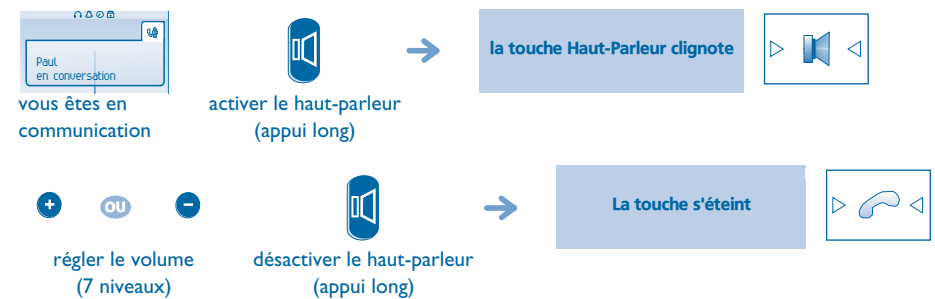 Paul
en conversation
la touche Haut-Parleur clignote
vous êtes en
communication
activer le haut-parleur
(appui long)
+
OU
-
La touche s'éteint
régler le volume
(7 niveaux)
désactiver le haut-parleur
(appui long)